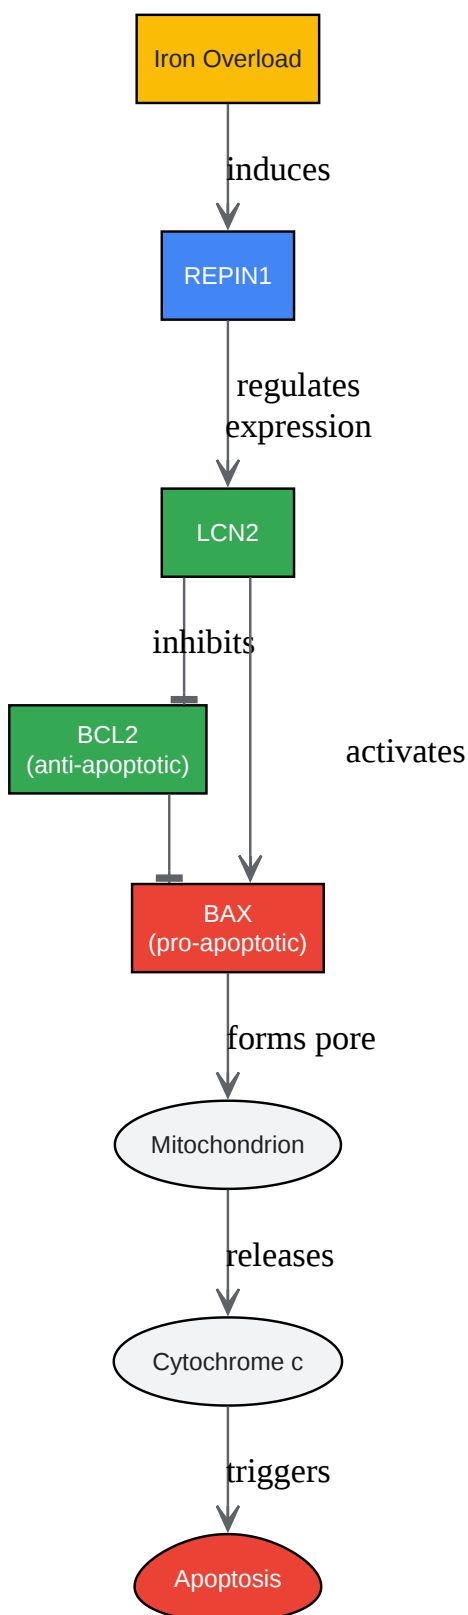 Iron Overload
induces
REPIN1
regulates
expression
LCN2
inhibits
BCL2
(anti-apoptotic)
activates
BAX
(pro-apoptotic)
forms pore
Mitochondrion
releases
Cytochrome c
triggers
Apoptosis